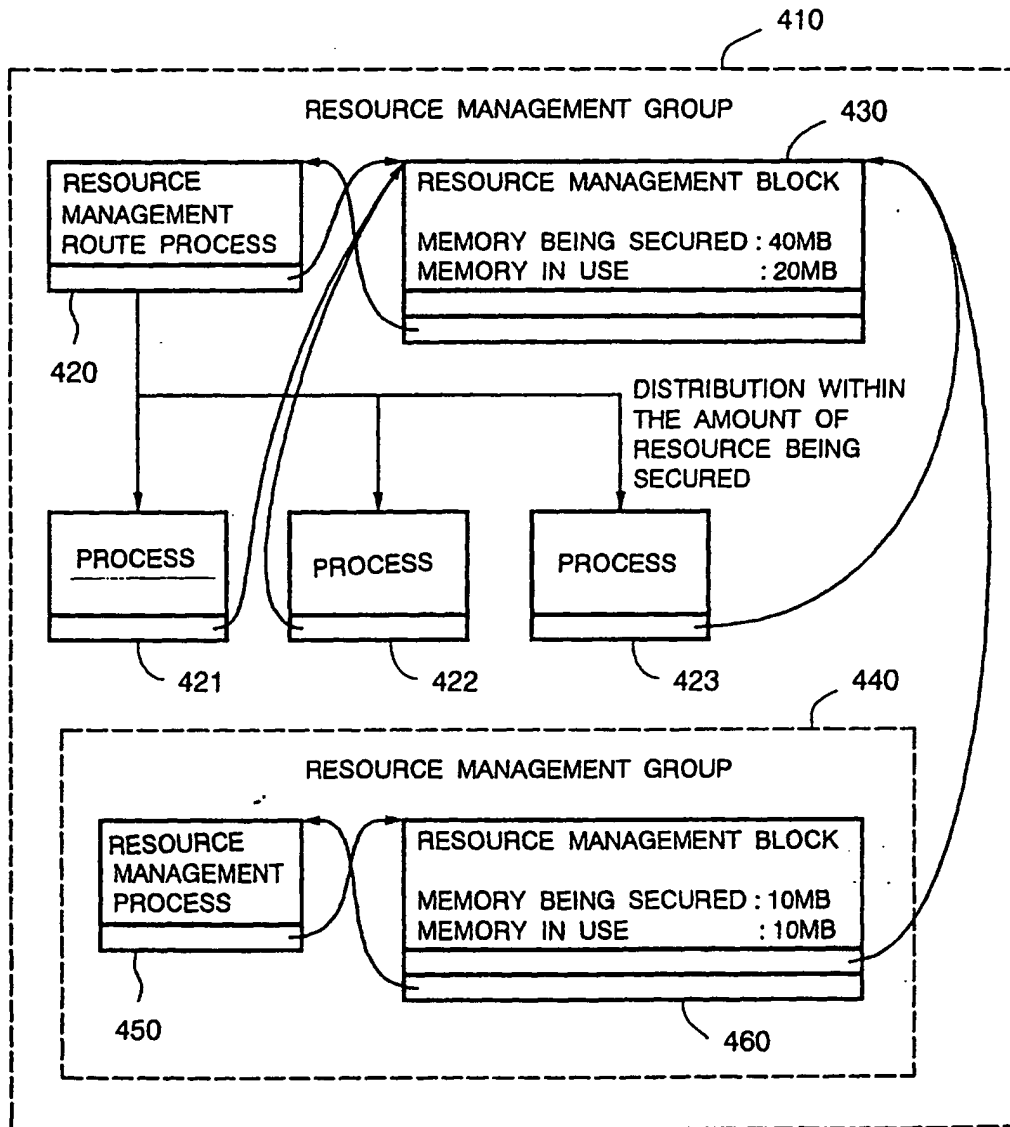 410
RESOURCE MANAGEMENT GROUP
430
RESOURCE
MANAGEMENT
ROUTE PROCESS
RESOURCE MANAGEMENT BLOCK
MEMORY BEING SECURED : 40MB
MEMORY IN USE : 20MB
420
DISTRIBUTION WITHIN
THE AMOUNT OF
RESOURCE BEING
SECURED
PROCESS
PROCESS
PROCESS
421
422
423
440
RESOURCE MANAGEMENT GROUP
RESOURCE
MANAGEMENT
PROCESS
RESOURCE MANAGEMENT BLOCK
MEMORY BEING SECURED : 10MB
MEMORY IN USE : 10MB
450
460